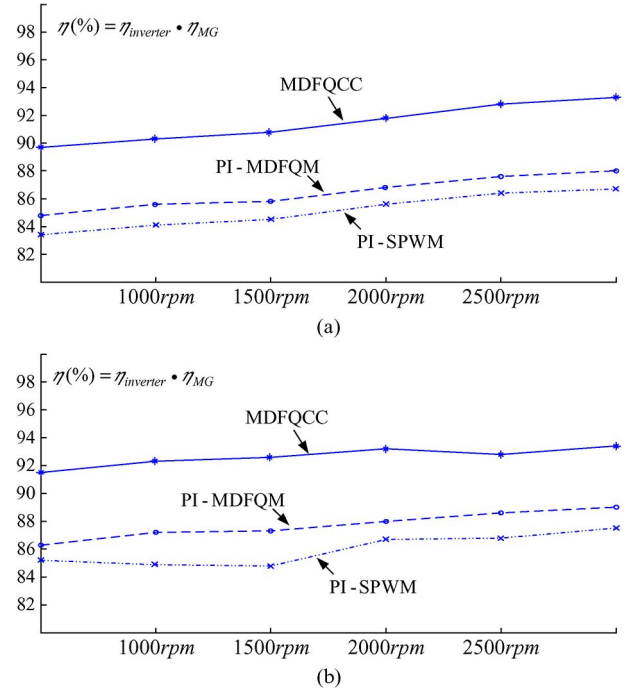 η(%) = η_inverter • η_MG
98
96
94
92
90
88
86
84
82
MDFQCC
PI - MDFQM
PI - SPWM
1000rpm 1500rpm 2000rpm 2500rpm
(a)
η(%) = η_inverter • η_MG
98
96
94
92
90
88
86
84
82
MDFQCC
PI - MDFQM
PI - SPWM
1000rpm 1500rpm 2000rpm 2500rpm
(b)